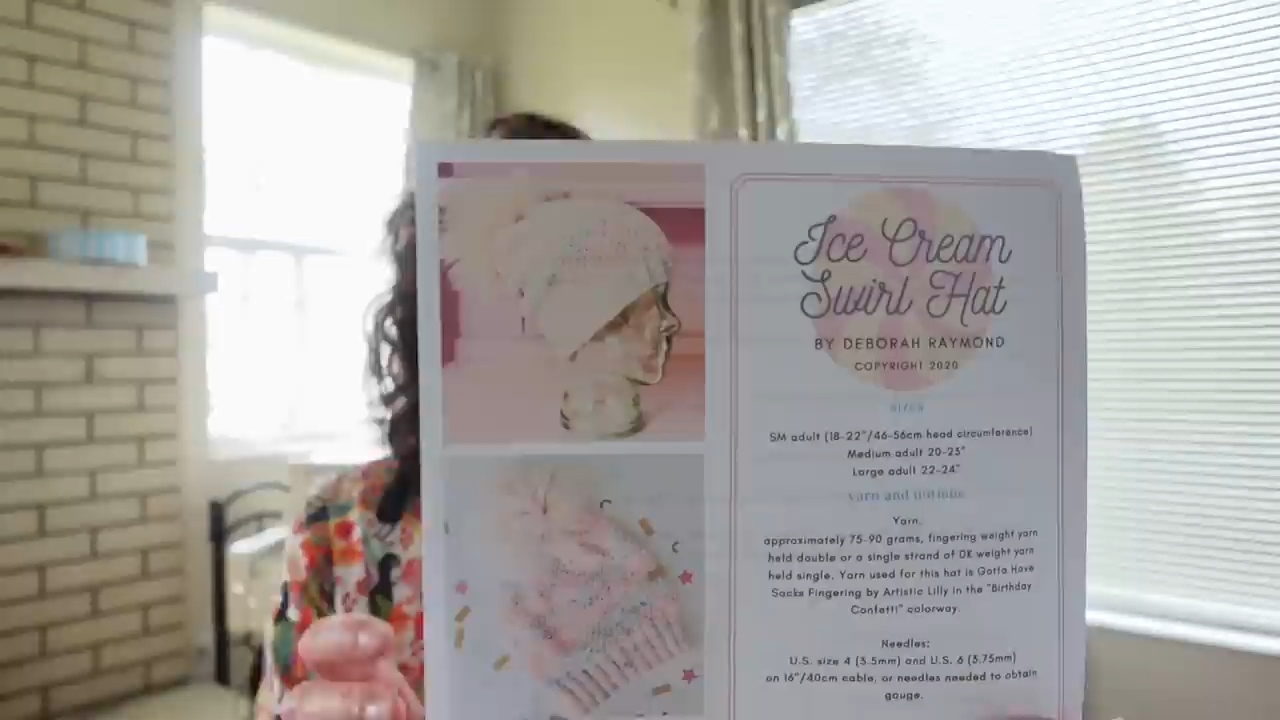 Ice Cream
Swirl Hat
BY DEBORAH RAYMOND
COPYRIGHT 2020
sizes
SM adult (18-22"/46-56cm head circumference)
Medium adult 20-23"
Large adult 22-24"
yarn and notions
Yarn:
approximately 75-90 grams, fingering weight yarn
held double or a single strand of DK weight yarn
held single. Yarn used for this hat is Gotta Have
Socks Fingering by Artistic Lilly in the "Birthday
Confetti" colorway.
Needles:
U.S. size 4 (3.5mm) and U.S. 6 (3.75mm)
on 16"/40cm cable, or needles needed to obtain
gauge.